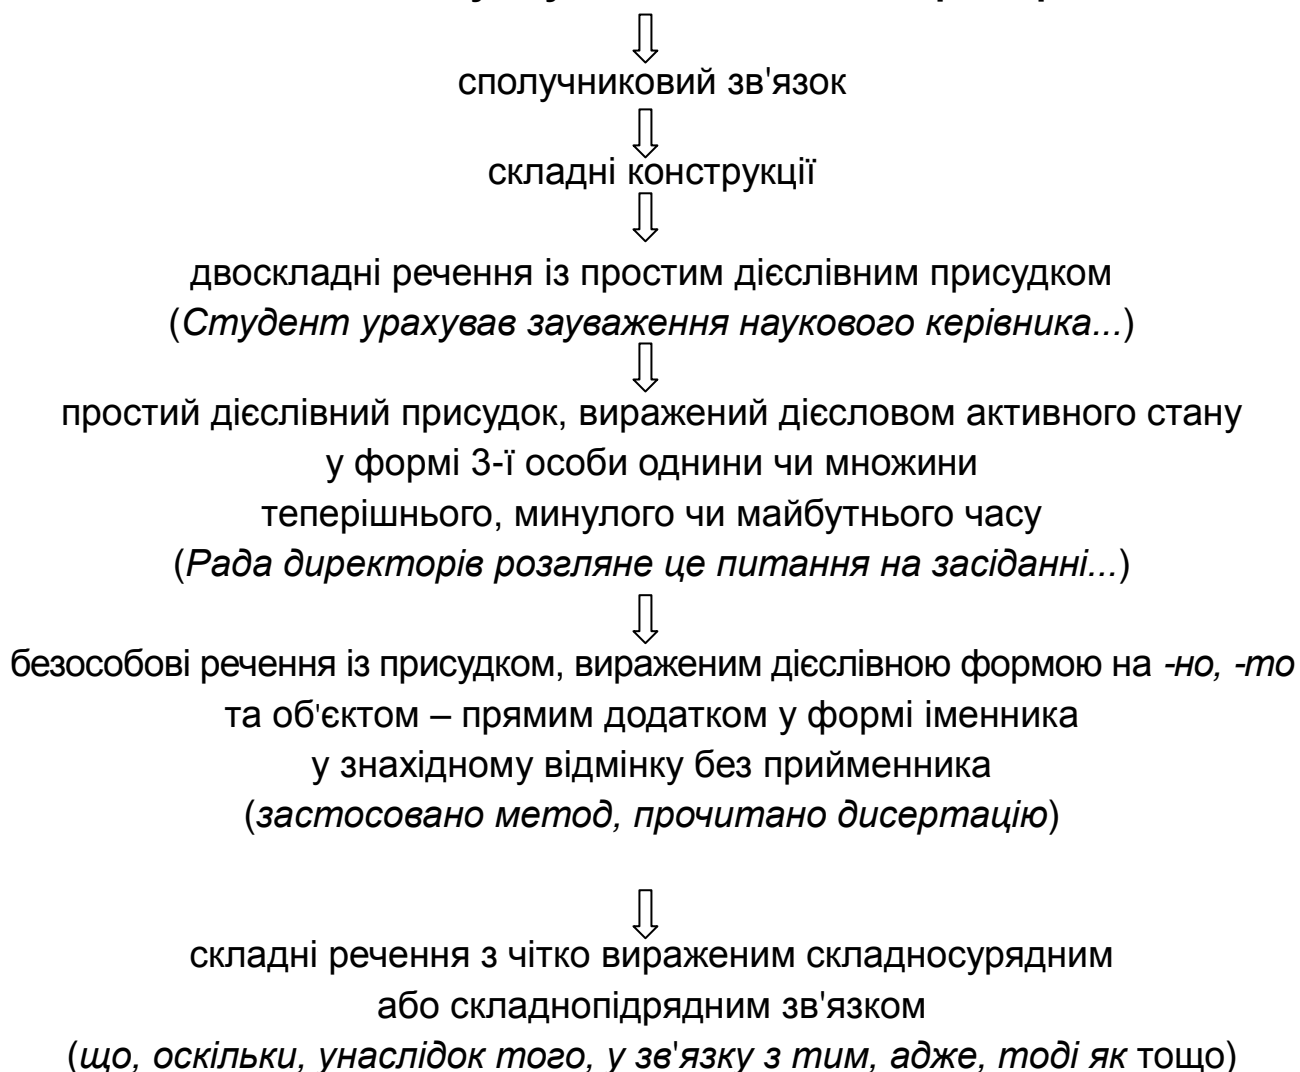 сполучниковий зв'язок
складні конструкції
двоскладні речення із простим дієслівним присудком
(Студент урахував зауваження наукового керівника...)
простий дієслівний присудок, виражений дієсловом активного стану
у формі 3-ї особи однини чи множини
теперішнього, минулого чи майбутнього часу
(Рада директорів розгляне це питання на засіданні...)
безособові речення із присудком, вираженим дієслівною формою на -но, -то
та об'єктом – прямим додатком у формі іменника
у знахідному відмінку без прийменника
(застосовано метод, прочитано дисертацію)
складні речення з чітко вираженим складносурядним
або складнопідрядним зв'язком
(що, оскільки, унаслідок того, у зв'язку з тим, адже, тоді як тощо)